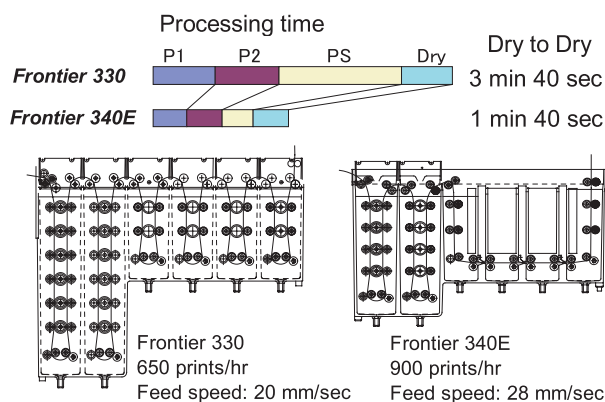 Processing time
P1 P2 PS Dry
Dry to Dry
Frontier 330
3 min 40 sec
Frontier 340E
1 min 40 sec
Frontier 330
650 prints/hr
Feed speed: 20 mm/sec
Frontier 340E
900 prints/hr
Feed speed: 28 mm/sec